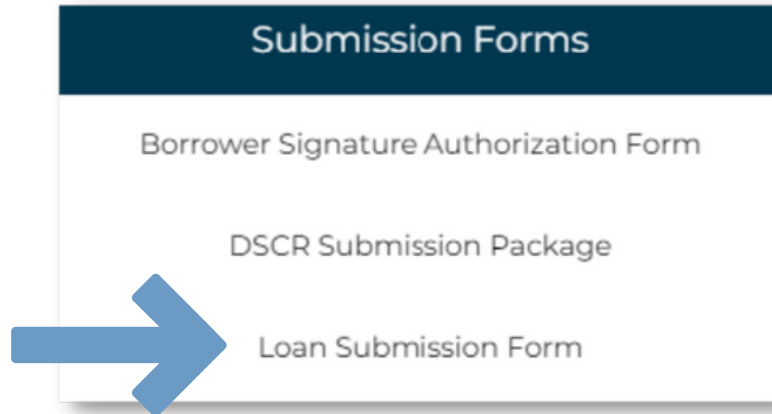 Submission Forms
Borrower Signature Authorization Form
DSCR Submission Package
Loan Submission Form